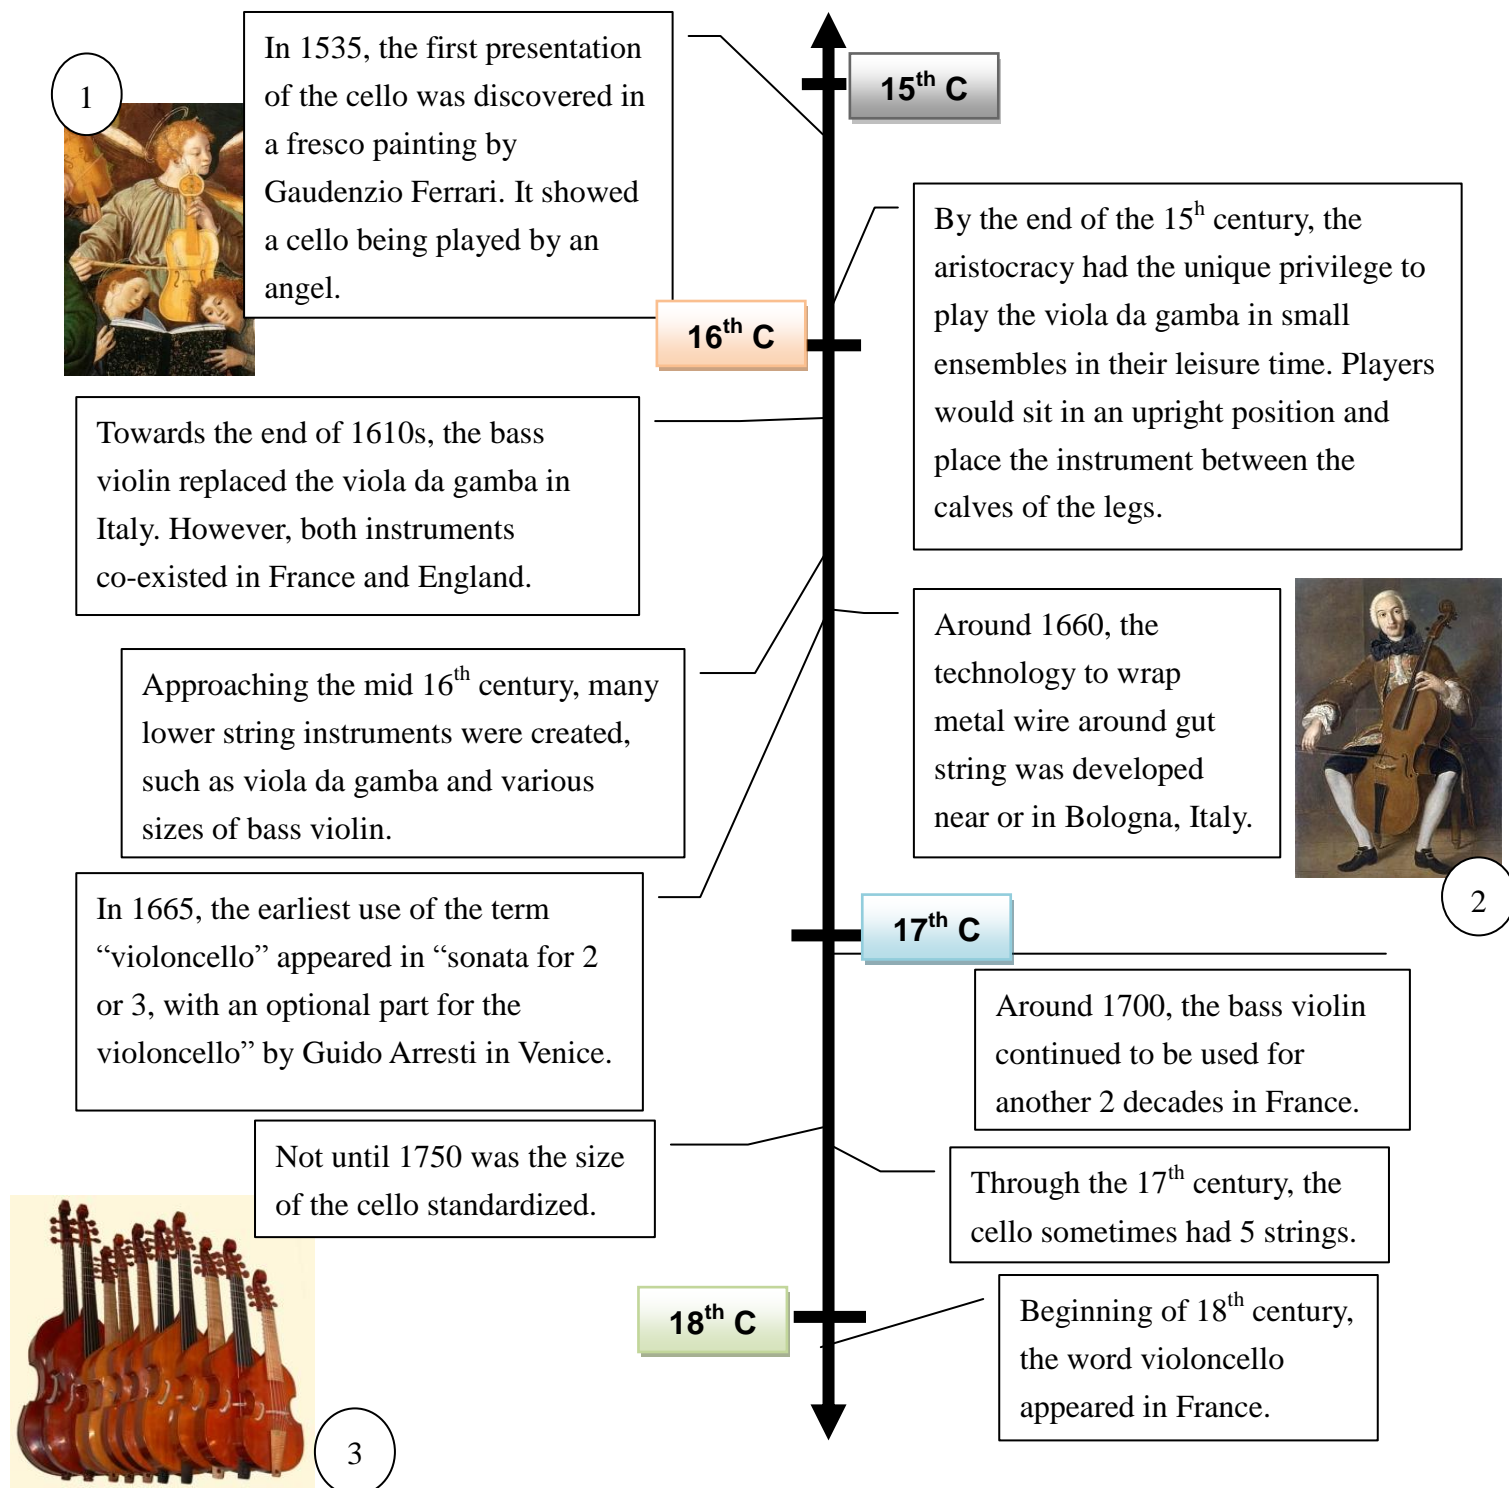 1
In 1535, the first presentation
of the cello was discovered in
a fresco painting by
Gaudenzio Ferrari. It showed
a cello being played by an
angel.
15th C
By the end of the 15h century, the
aristocracy had the unique privilege to
play the viola da gamba in small
ensembles in their leisure time. Players
would sit in an upright position and
place the instrument between the
calves of the legs.
16th C
Towards the end of 1610s, the bass
violin replaced the viola da gamba in
Italy. However, both instruments
co-existed in France and England.
Around 1660, the
technology to wrap
metal wire around gut
string was developed
near or in Bologna, Italy.
2
Approaching the mid 16th century, many
lower string instruments were created,
such as viola da gamba and various
sizes of bass violin.
In 1665, the earliest use of the term
“violoncello” appeared in “sonata for 2
or 3, with an optional part for the
violoncello” by Guido Arresti in Venice.
17th C
Around 1700, the bass violin
continued to be used for
another 2 decades in France.
Not until 1750 was the size
of the cello standardized.
Through the 17th century, the
cello sometimes had 5 strings.
18th C
Beginning of 18th century,
the word violoncello
appeared in France.
3